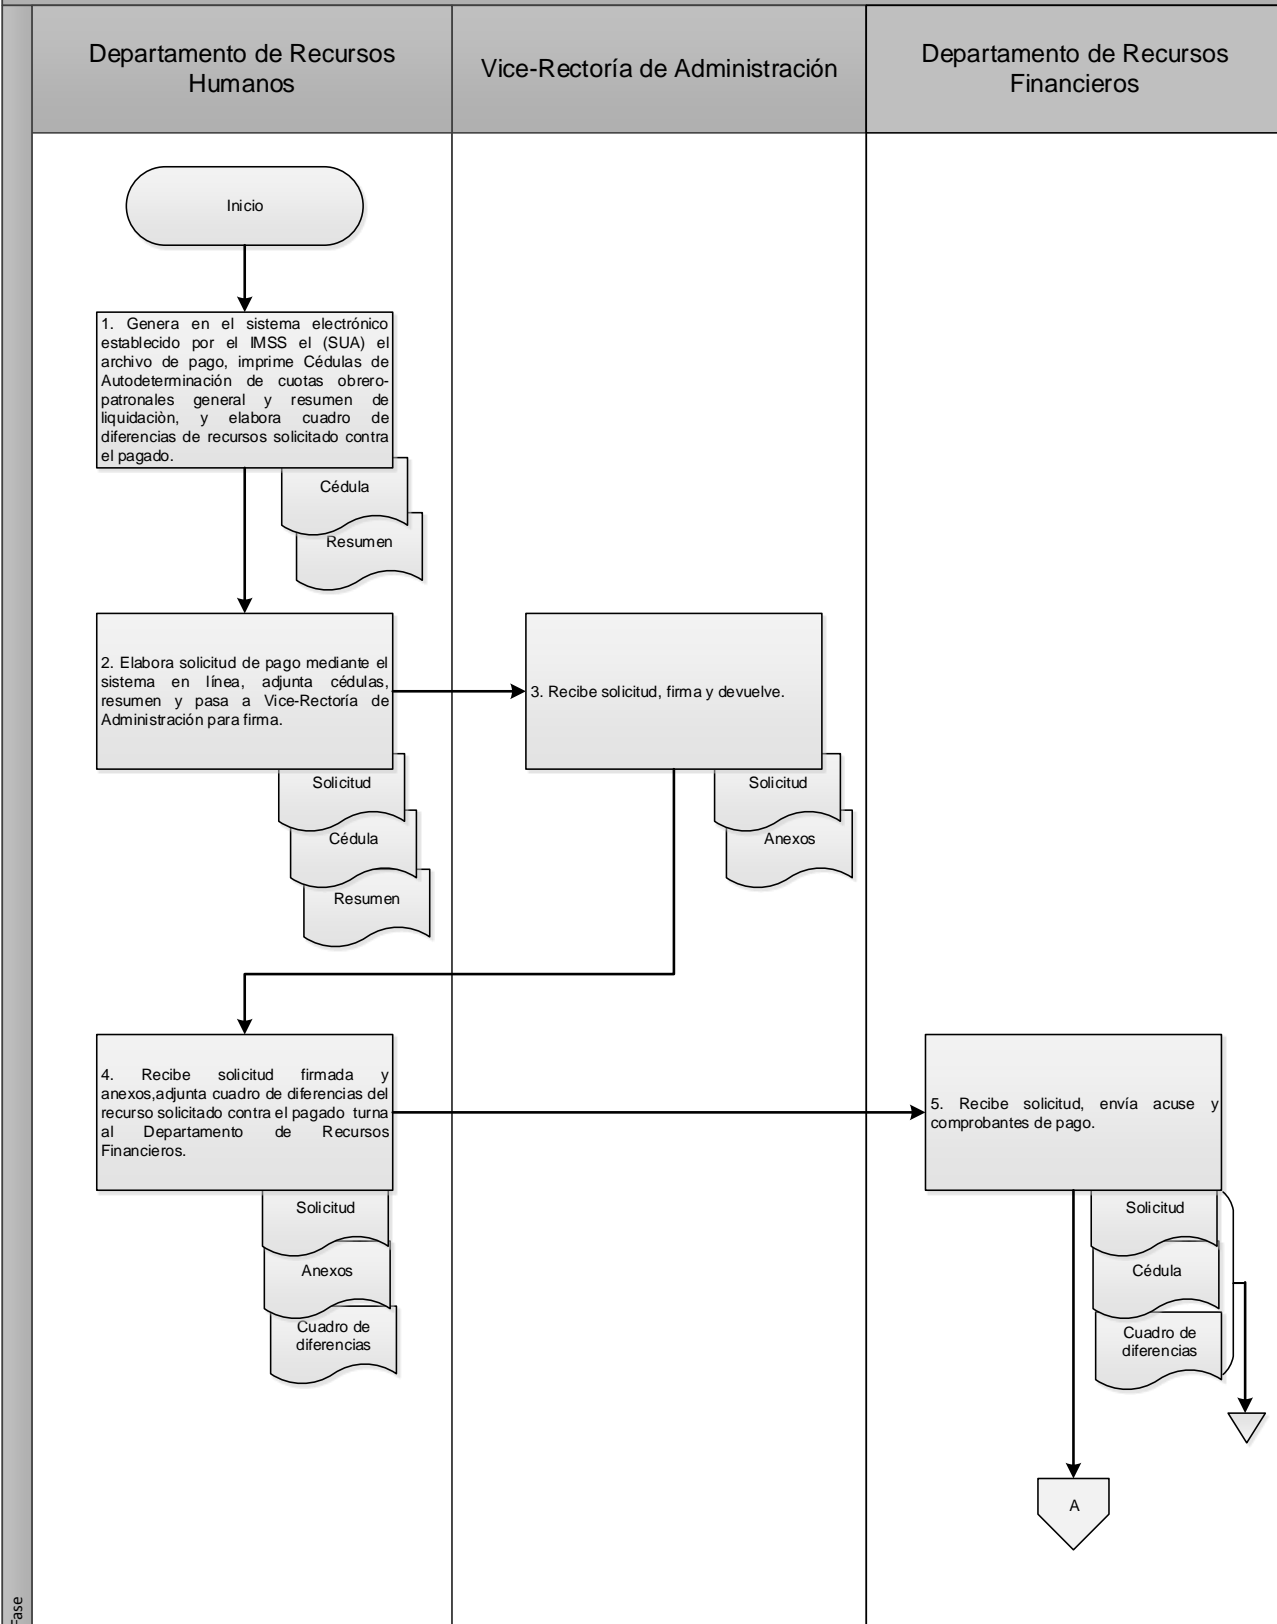 Departamento de Recursos
Humanos
Vice-Rectoría de Administración
Departamento de Recursos
Financieros
Inicio
1. Genera en el sistema electrónico
establecido por el IMSS el (SUA) el
archivo de pago, imprime Cédulas de
Autodeterminación de cuotas obrero-
patronales general y resumen de
liquidaciòn, y elabora cuadro de
diferencias de recursos solicitado contra
el pagado.
Cédula
Resumen
2. Elabora solicitud de pago mediante el
sistema en línea, adjunta cédulas,
resumen y pasa a Vice-Rectoría de
Administración para firma.
Solicitud
Cédula
Resumen
3. Recibe solicitud, firma y devuelve.
Solicitud
Anexos
4. Recibe solicitud firmada y
anexos,adjunta cuadro de diferencias del
recurso solicitado contra el pagado turna
al Departamento de Recursos
Financieros.
Solicitud
Anexos
Cuadro de
diferencias
5. Recibe solicitud, envía acuse y
comprobantes de pago.
Solicitud
Cédula
Cuadro de
diferencias
A
Fase